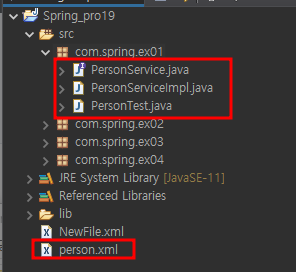 Spring_pro19
src
com.spring.ex01
PersonService.java
PersonServiceImpl.java
PersonTest.java
com.spring.ex02
com.spring.ex03
com.spring.ex04
JRE System Library [JavaSE-11]
Referenced Libraries
lib
NewFile.xml
person.xml